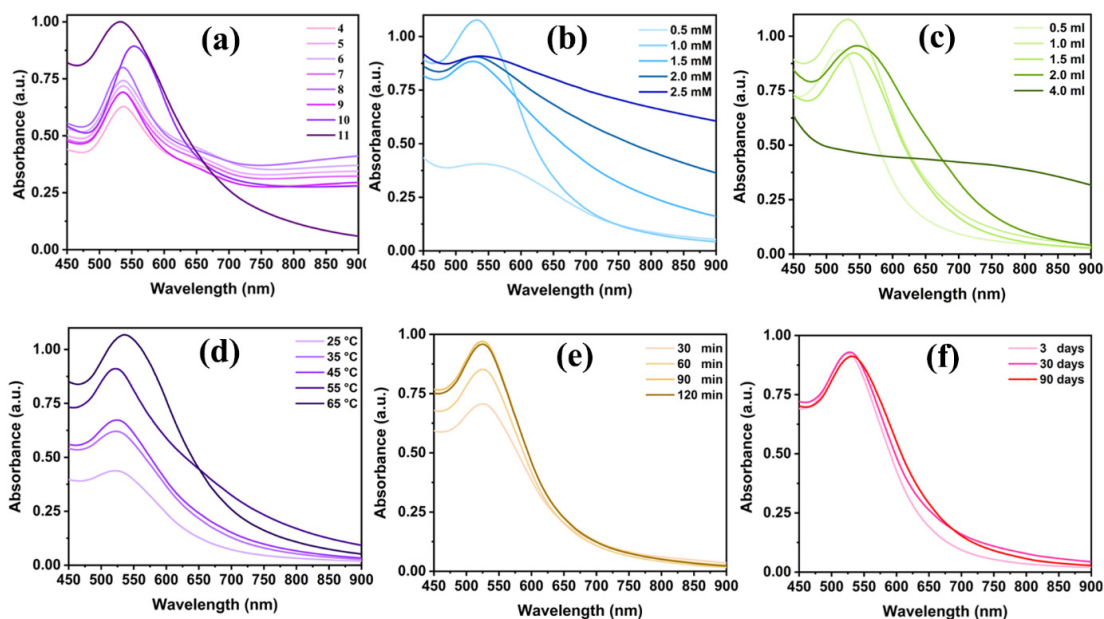 (a)
4
5
6
7
8
9
10
11
1.00
0.75
0.50
0.25
0.00
Absorbance (a.u.)
450 500 550 600 650 700 750 800 850 900
Wavelength (nm)
(b)
0.5 mM
1.0 mM
1.5 mM
2.0 mM
2.5 mM
1.00
0.75
0.50
0.25
0.00
Absorbance (a.u.)
450 500 550 600 650 700 750 800 850 900
Wavelength (nm)
(c)
0.5 ml
1.0 ml
1.5 ml
2.0 ml
4.0 ml
1.00
0.75
0.50
0.25
0.00
Absorbance (a.u.)
450 500 550 600 650 700 750 800 850 900
Wavelength (nm)
(d)
25 °C
35 °C
45 °C
55 °C
65 °C
1.00
0.75
0.50
0.25
0.00
Absorbance (a.u.)
450 500 550 600 650 700 750 800 850 900
Wavelength (nm)
(e)
30 min
60 min
90 min
120 min
1.00
0.75
0.50
0.25
0.00
Absorbance (a.u.)
450 500 550 600 650 700 750 800 850 900
Wavelength (nm)
(f)
3 days
30 days
90 days
1.00
0.75
0.50
0.25
0.00
Absorbance (a.u.)
450 500 550 600 650 700 750 800 850 900
Wavelength (nm)